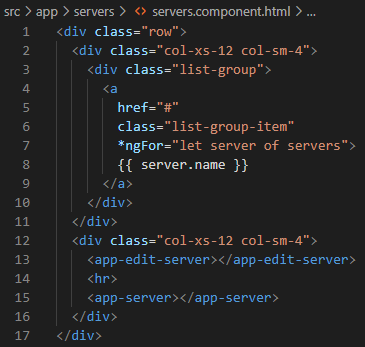 src > app > servers > <> servers.component.html > ...
1 <div class="row">
2   <div class="col-xs-12 col-sm-4">
3     <div class="list-group">
4       <a
5         href="#"
6         class="list-group-item"
7         *ngFor="let server of servers">
8         {{ server.name }}
9       </a>
10     </div>
11   </div>
12   <div class="col-xs-12 col-sm-4">
13     <app-edit-server></app-edit-server>
14     <hr>
15     <app-server></app-server>
16   </div>
17 </div>